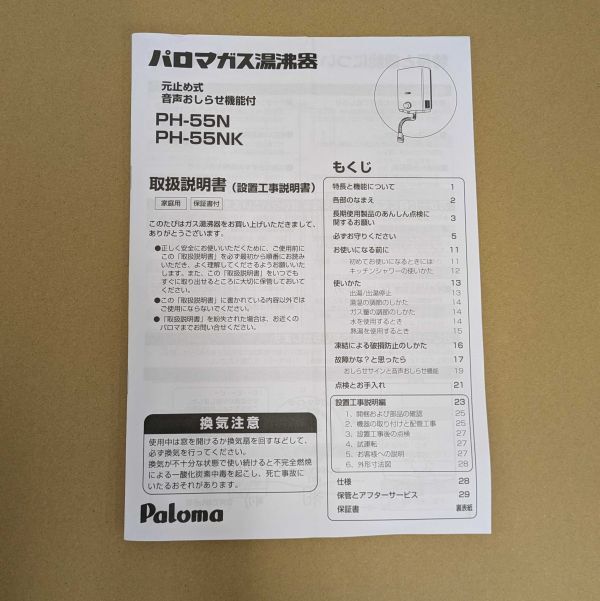 パロマガス湯沸器
元止め式
音声おしらせ機能付
PH-55N
PH-55NK
取扱説明書（設置工事説明書）
家庭用 保証書付
このたびはガス湯沸器をお買い上げいただきまして、
ありがとうございます。
●正しく安全にお使いいただくために、ご使用前に
この「取扱説明書」を必ず最初から順番にお読み
いただき、よく理解してくださるようお願いいた
します。また、この「取扱説明書」をいつでも
すぐに取り出せるところに大切に保管しておいて
ください。
●この「取扱説明書」に書かれている内容以外では
ご使用にならないでください。
●「取扱説明書」を紛失された場合は、お近くの
パロマまでお問い合せください。
換気注意
使用中は窓を開けるか換気扇を回すなどして、
必ず換気を行ってください。
換気が不十分な状態で使い続けると不完全燃焼
による一酸化炭素中毒を起こし、死亡事故に
いたるおそれがあります。
Paloma
もくじ
特長と機能について 1
各部のなまえ 2
長期使用製品のあんしん点検に
関するお願い 3
必ずお守りください 5
お使いになる前に 11
初めてお使いになるときには 11
キッチンシャワーの使いかた 12
使いかた 13
出湯/出湯停止 13
湯温の調節のしかた 14
ガス量の調節のしかた 14
水を使用するとき 14
熱湯を使用するとき 15
凍結による破損防止のしかた 16
故障かな？と思ったら 17
おしらせサインと音声おしらせ機能 19
点検とお手入れ 21
設置工事説明編 23
1、開梱および部品の確認 25
2、機器の取り付けと配管工事 25
3、設置工事後の点検 27
4、試運転 27
5、お客様への説明 27
6、外形寸法図 28
仕様 28
保管とアフターサービス 29
保証書 裏表紙